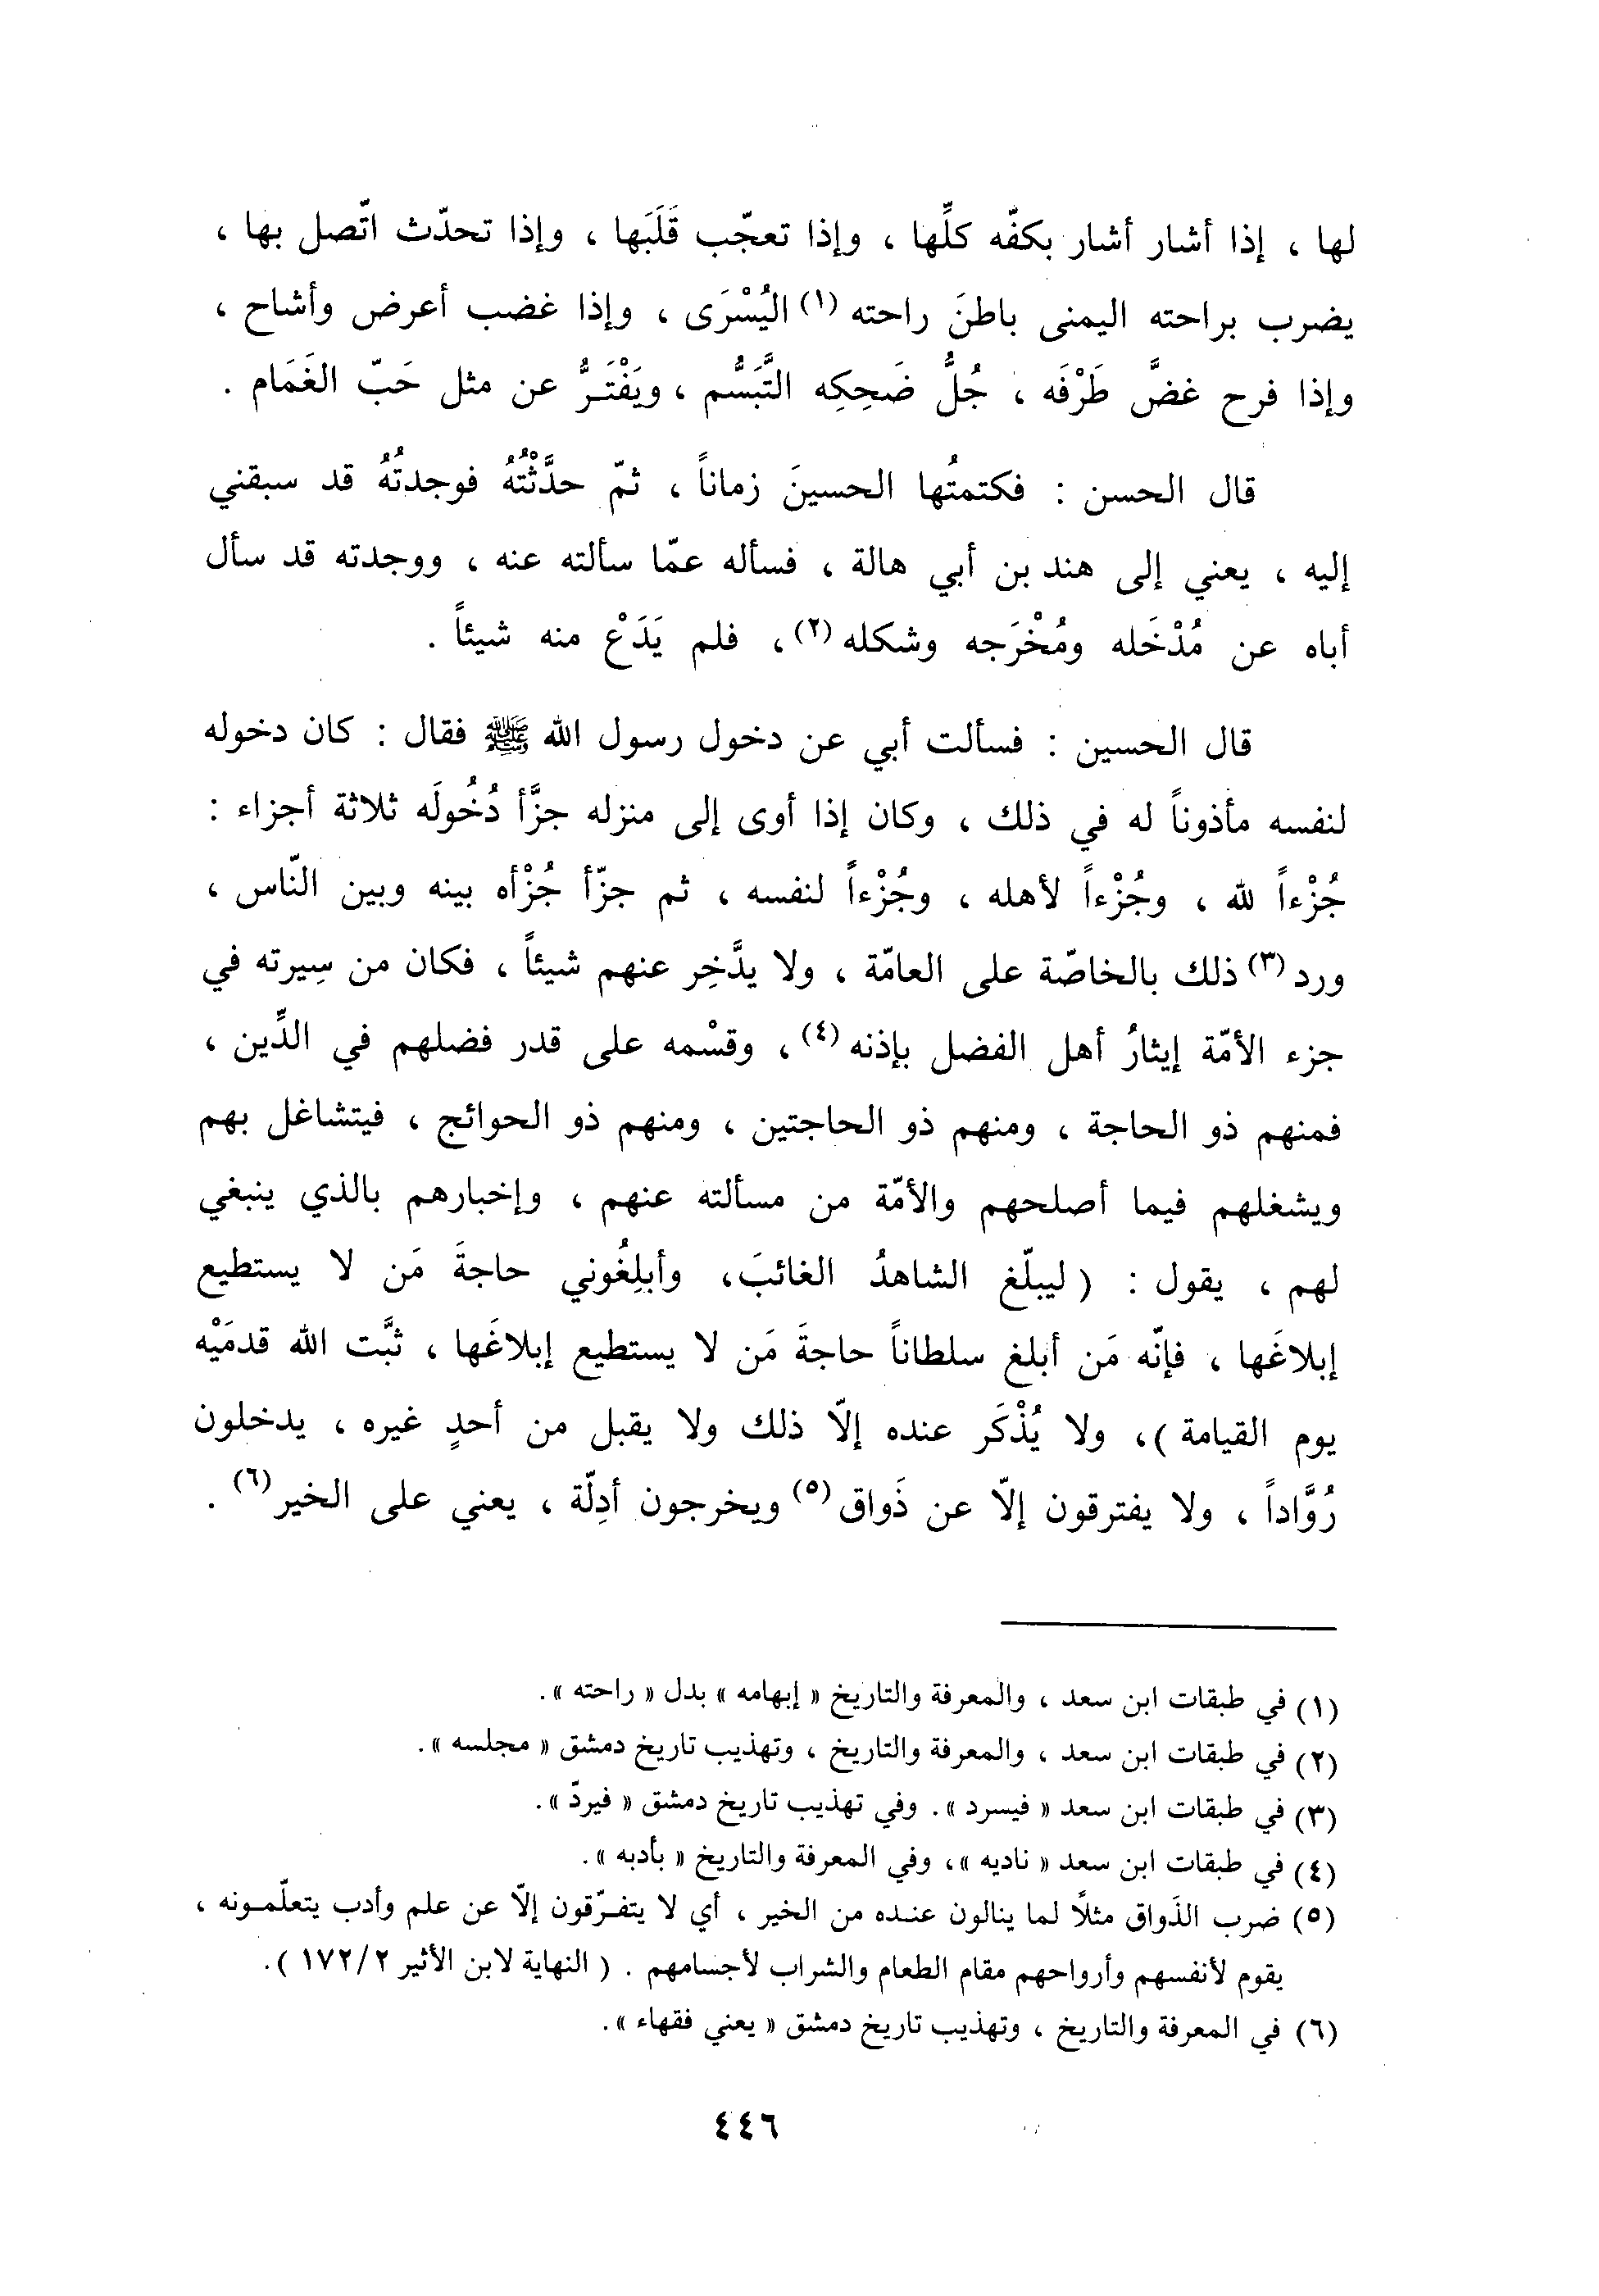 لها ، إذا أشار أشار بكفّه كلِّها ، وإذا تعجّب قَلَبَها ، وإذا تحدّث اتّصل بها ،
يضرب براحته اليمنى باطنَ راحته (١) اليُسْرَى ، وإذا غضب أعرض وأشاح ،
وإذا فرح غضَّ طَرْفَه ، جُلُّ ضَحِكِه التَّبَسُّم ، ويَفْتَـرُّ عن مثل حَبّ الغَمَام .
قال الحسن : فكتمتُها الحسينَ زماناً ، ثمّ حدَّثْتُهُ فوجدتُهُ قد سبقني
إليه ، يعني إلى هند بن أبي هالة ، فسأله عمّا سألته عنه ، ووجدته قد سأل
أباه عن مُدْخَله ومُخْرَجه وشكله (٢) ، فلم يَدَعْ منه شيئاً .
قال الحسين : فسألت أبي عن دخول رسول الله ﷺ فقال : كان دخوله
لنفسه مأذوناً له في ذلك ، وكان إذا أوى إلى منزله جزَّأ دُخُولَه ثلاثة أجزاء :
جُزْءاً لله ، وجُزْءاً لأهله ، وجُزْءاً لنفسه ، ثم جزّأ جُزْأه بينه وبين النّاس ،
ورد (٣) ذلك بالخاصّة على العامّة ، ولا يدَّخِر عنهم شيئاً ، فكان من سِيرته في
جزء الأمّة إيثارُ أهل الفضل بإذنه (٤) ، وقسْمه على قدر فضلهم في الدِّين ،
فمنهم ذو الحاجة ، ومنهم ذو الحاجتين ، ومنهم ذو الحوائج ، فيتشاغل بهم
ويشغلهم فيما أصلحهم والأمّة من مسألته عنهم ، وإخبارهم بالذي ينبغي
لهم ، يقول : ( ليبلّغ الشاهدُ الغائبَ، وأبلِغُوني حاجةَ مَن لا يستطيع
إبلاغَها ، فإنّه مَن أبلغ سلطاناً حاجةَ مَن لا يستطيع إبلاغَها ، ثبَّت الله قدمَيْه
يوم القيامة )، ولا يُذْكَر عنده إلّا ذلك ولا يقبل من أحدٍ غيره ، يدخلون
رُوَّاداً ، ولا يفترقون إلّا عن ذَواق (٥) ويخرجون أدِلّة ، يعني على الخير (٦) .
(١) في طبقات ابن سعد ، والمعرفة والتاريخ « إبهامه » بدل « راحته ».
(٢) في طبقات ابن سعد ، والمعرفة والتاريخ ، وتهذيب تاريخ دمشق « مجلسه ».
(٣) في طبقات ابن سعد « فيسرد ». وفي تهذيب تاريخ دمشق « فيردّ ».
(٤) في طبقات ابن سعد « ناديه »، وفي المعرفة والتاريخ « بأدبه ».
(٥) ضرب الذَواق مثلًا لما ينالون عنـده من الخير ، أي لا يتفـرّقون إلّا عن علم وأدب يتعلّمـونه ،
يقوم لأنفسهم وأرواحهم مقام الطعام والشراب لأجسامهم . ( النهاية لابن الأثير ١٧٢/٢ ).
(٦) في المعرفة والتاريخ ، وتهذيب تاريخ دمشق « يعني فقهاء ».
٤٤٦